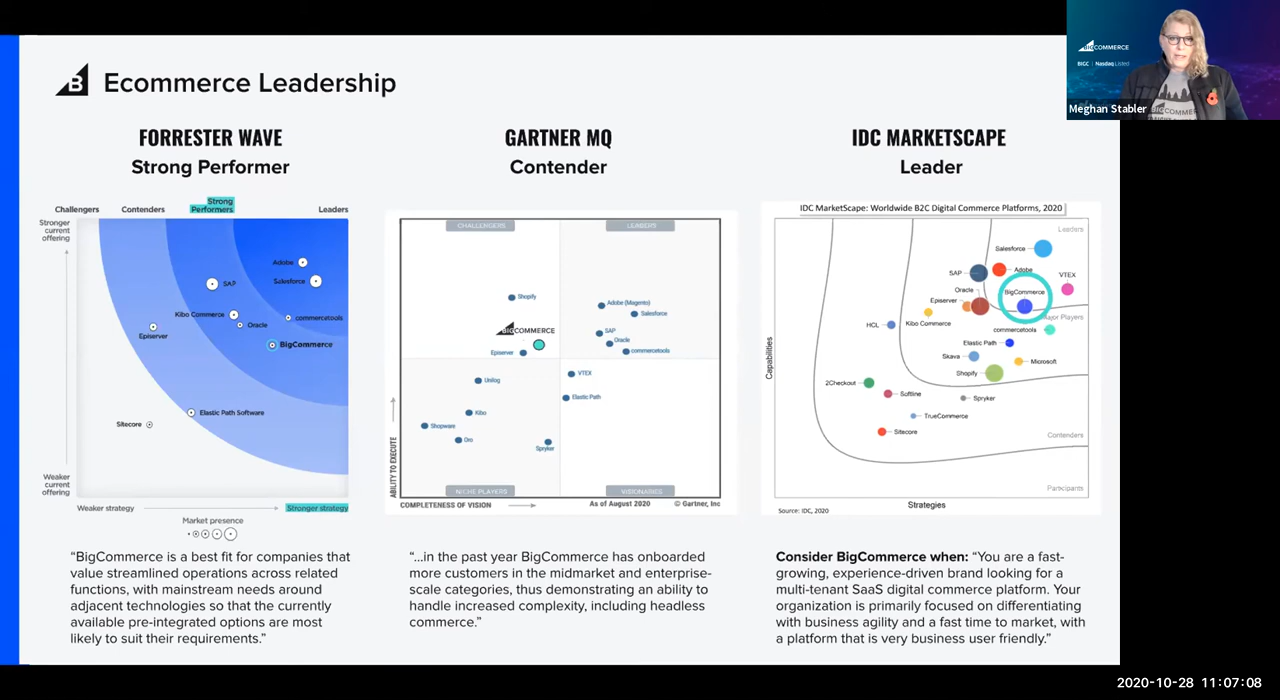 Ecommerce Leadership
BIGCOMMERCE
BIGC | Nasdaq Listed
Meghan Stabler
FORRESTER WAVE
Strong Performer
Challengers
Contenders
Strong
Performers
Leaders
Stronger
current
offering
Adobe
Salesforce
SAP
Kibo Commerce
commercetools
Oracle
Episerver
BigCommerce
Elastic Path Software
Sitecore
Weaker
current
offering
Weaker strategy
Stronger strategy
Market presence
"BigCommerce is a best fit for companies that
value streamlined operations across related
functions, with mainstream needs around
adjacent technologies so that the currently
available pre-integrated options are most
likely to suit their requirements."
GARTNER MQ
Contender
CHALLENGERS
LEADERS
Shopify
Adobe (Magento)
Salesforce
BIGCOMMERCE
SAP
Oracle
Episerver
commercetools
VTEX
Unilog
Elastic Path
Kibo
Shopware
Oro
Spryker
ABILITY TO EXECUTE
NICHE PLAYERS
VISIONARIES
COMPLETENESS OF VISION
As of August 2020
© Gartner, Inc
"...in the past year BigCommerce has onboarded
more customers in the midmarket and enterprise-
scale categories, thus demonstrating an ability to
handle increased complexity, including headless
commerce."
IDC MARKETSCAPE
Leader
IDC MarketScape: Worldwide B2C Digital Commerce Platforms, 2020
Leaders
Salesforce
SAP
Adobe
VTEX
Oracle
BigCommerce
Episerver
Kibo Commerce
Major Players
HCL
commercetools
Elastic Path
Skava
Microsoft
Shopify
2Checkout
Softline
Spryker
TrueCommerce
Sitecore
Contenders
Participants
Capabilities
Strategies
Source: IDC, 2020
Consider BigCommerce when: "You are a fast-
growing, experience-driven brand looking for a
multi-tenant SaaS digital commerce platform. Your
organization is primarily focused on differentiating
with business agility and a fast time to market, with
a platform that is very business user friendly."
2020-10-28 11:07:08